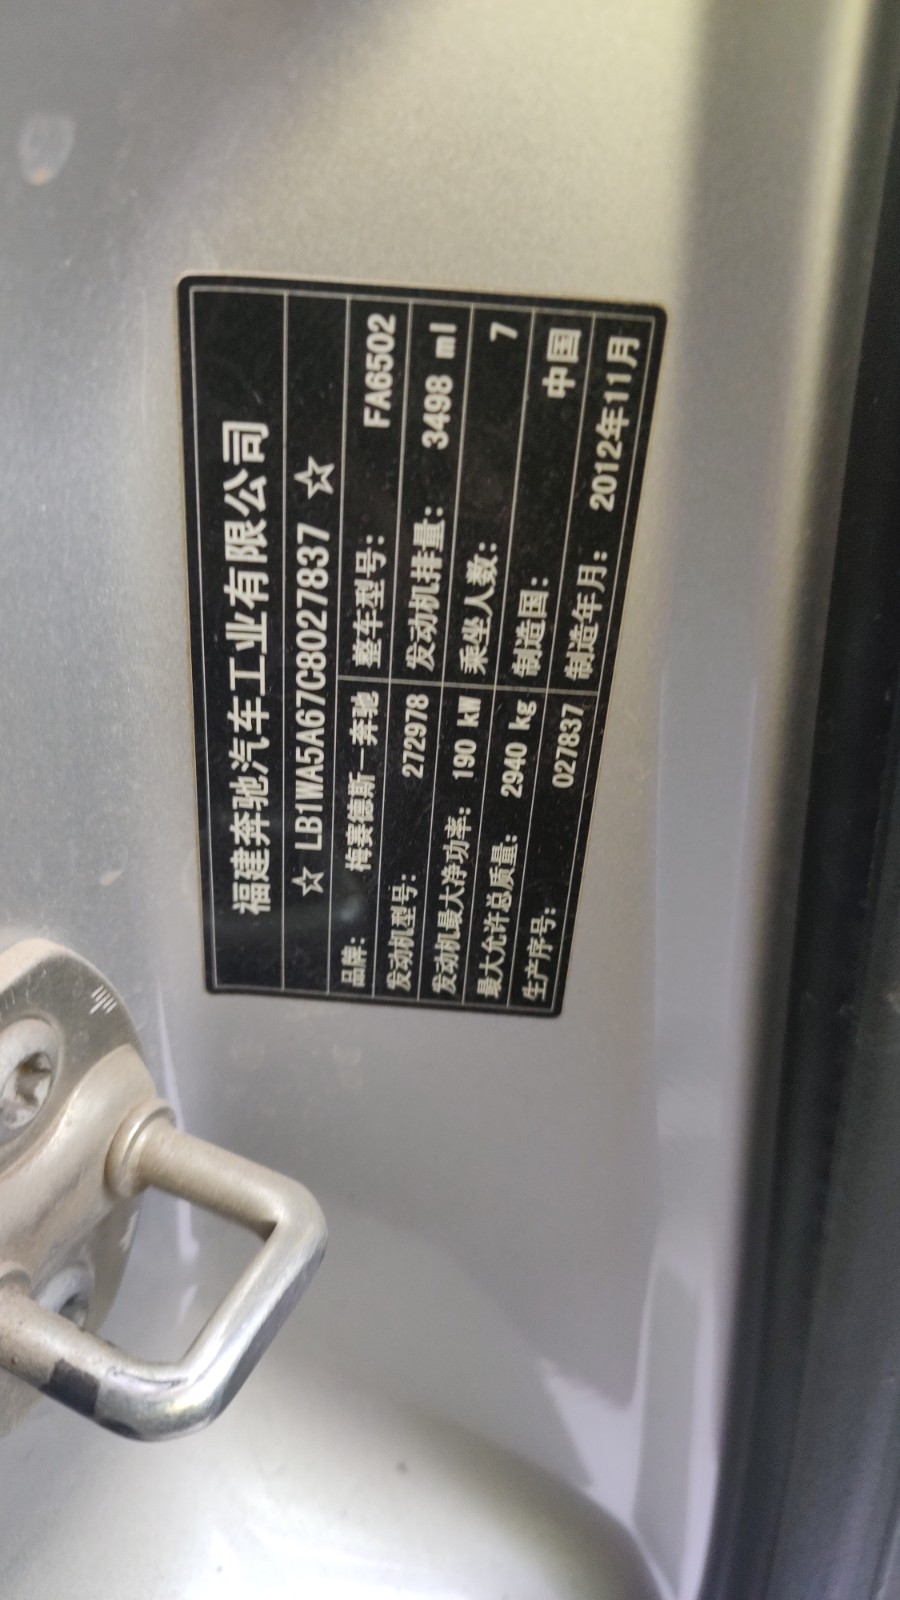 福建奔驰汽车工业有限公司
☆ LB1WA5A67C8027837 ☆
品牌: 梅赛德斯-奔驰 整车型号: FA6502
发动机型号: 272978 发动机排量: 3498 ml
发动机最大净功率: 190 kW 乘坐人数: 7
最大允许总质量: 2940 kg 制造国: 中国
生产序号: 027837 制造年月: 2012年11月